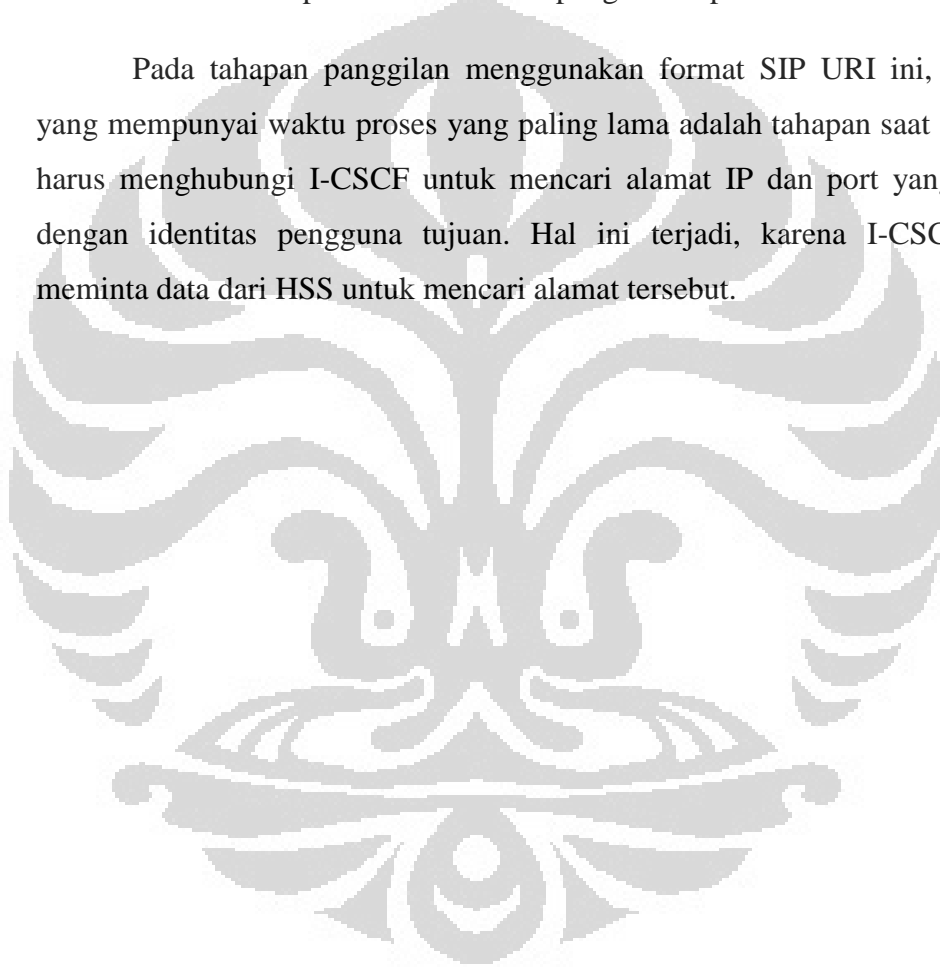 Pada tahapan panggilan menggunakan format SIP URI ini,
yang mempunyai waktu proses yang paling lama adalah tahapan saat
harus menghubungi I-CSCF untuk mencari alamat IP dan port yang
dengan identitas pengguna tujuan. Hal ini terjadi, karena I-CSC
meminta data dari HSS untuk mencari alamat tersebut.